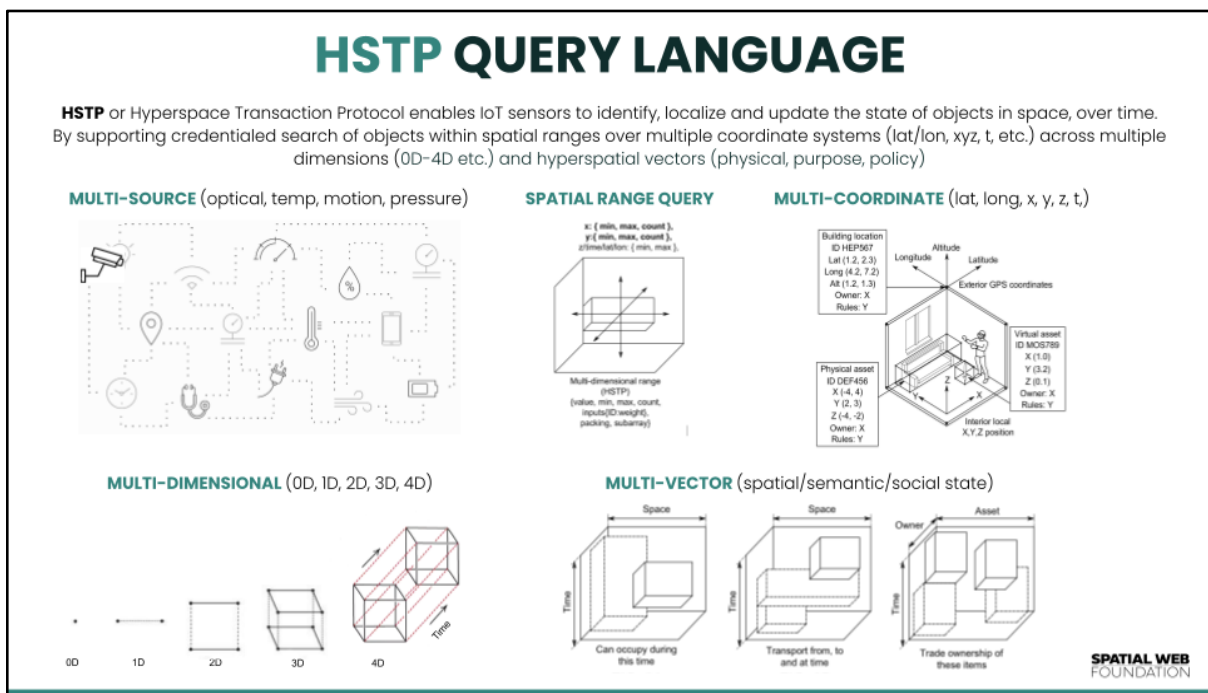 HSTP QUERY LANGUAGE
HSTP or Hyperspace Transaction Protocol enables IoT sensors to identify, localize and update the state of objects in space, over time.
By supporting credentialed search of objects within spatial ranges over multiple coordinate systems (lat/lon, xyz, t, etc.) across multiple
dimensions (0D-4D etc.) and hyperspatial vectors (physical, purpose, policy)
MULTI-SOURCE (optical, temp, motion, pressure)
%
SPATIAL RANGE QUERY
x: { min, max, count },
y:{ min, max, count },
z/time/lat/lon: { min, max },
Multi-dimensional range
(HSTP)
{value, min, max, count,
inputs{ID:weight},
packing, subarray}
MULTI-COORDINATE (lat, long, x, y, z, t,)
Building location
ID HEP567
Lat (1.2, 2.3)
Long (4.2, 7.2)
Alt (1.2, 1.3)
Owner: X
Rules: Y
Altitude
Longitude
Latitude
Exterior GPS coordinates
Virtual asset
ID MOS789
X (1.0)
Y (3.2)
Z (0.1)
Owner: X
Rules: Y
Physical asset
ID DEF456
X (-4, 4)
Y (2, 3)
Z (-4, -2)
Owner: X
Rules: Y
Z
Y
X
Interior local
X,Y,Z position
MULTI-DIMENSIONAL (0D, 1D, 2D, 3D, 4D)
Time
0D
1D
2D
3D
4D
MULTI-VECTOR (spatial/semantic/social state)
Space
Time
Can occupy during
this time
Space
Time
Transport from, to
and at time
Owner
Asset
Time
Trade ownership of
these items
SPATIAL WEB
FOUNDATION